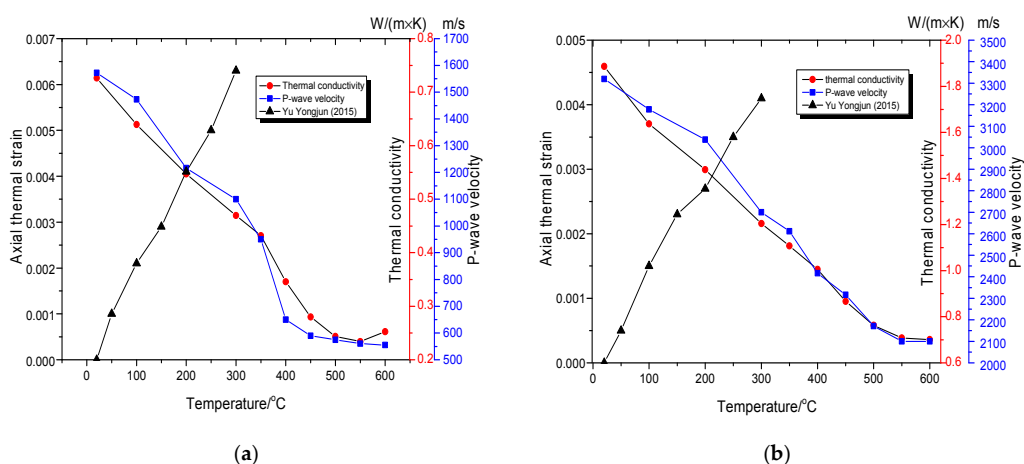 W/(m×K) m/s
0.007
0.006
0.005
0.004
0.003
0.002
0.001
0.000
Axial thermal strain
Thermal conductivity
P-wave velocity
Yu Yongjun (2015)
0.8
0.7
0.6
0.5
0.4
0.3
0.2
Thermal conductivity
1700
1600
1500
1400
1300
1200
1100
1000
900
800
700
600
500
P-wave velocity
0 100 200 300 400 500 600
Temperature/°C
(a)
W/(m×K) m/s
0.005
0.004
0.003
0.002
0.001
0.000
Axial thermal strain
thermal conductivity
P-wave velocity
Yu Yongjun (2015)
2.0
1.8
1.6
1.4
1.2
1.0
0.8
0.6
Thermal conductivity
3500
3400
3300
3200
3100
3000
2900
2800
2700
2600
2500
2400
2300
2200
2100
2000
P-wave velocity
0 100 200 300 400 500 600
Temperature/°C
(b)